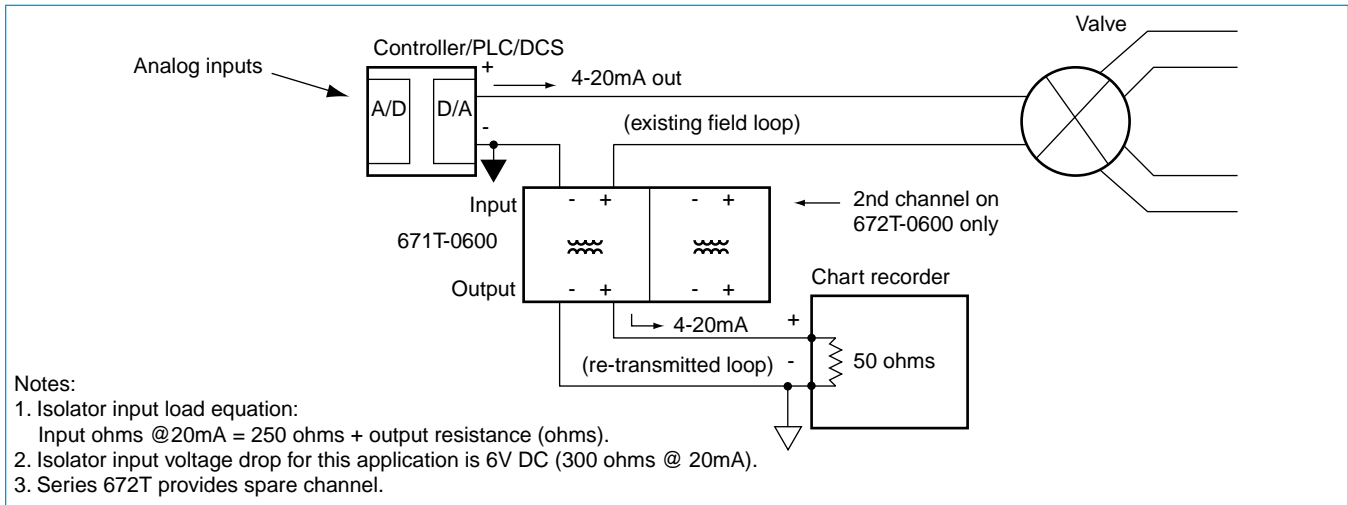 Valve
Controller/PLC/DCS
Analog inputs
+
4-20mA out
A/D
D/A
-
(existing field loop)
Input
- +
- +
2nd channel on
672T-0600 only
671T-0600
Output
- +
- +
Chart recorder
4-20mA
+
(re-transmitted loop)
-
50 ohms
Notes:
1. Isolator input load equation:
Input ohms @20mA = 250 ohms + output resistance (ohms).
2. Isolator input voltage drop for this application is 6V DC (300 ohms @ 20mA).
3. Series 672T provides spare channel.